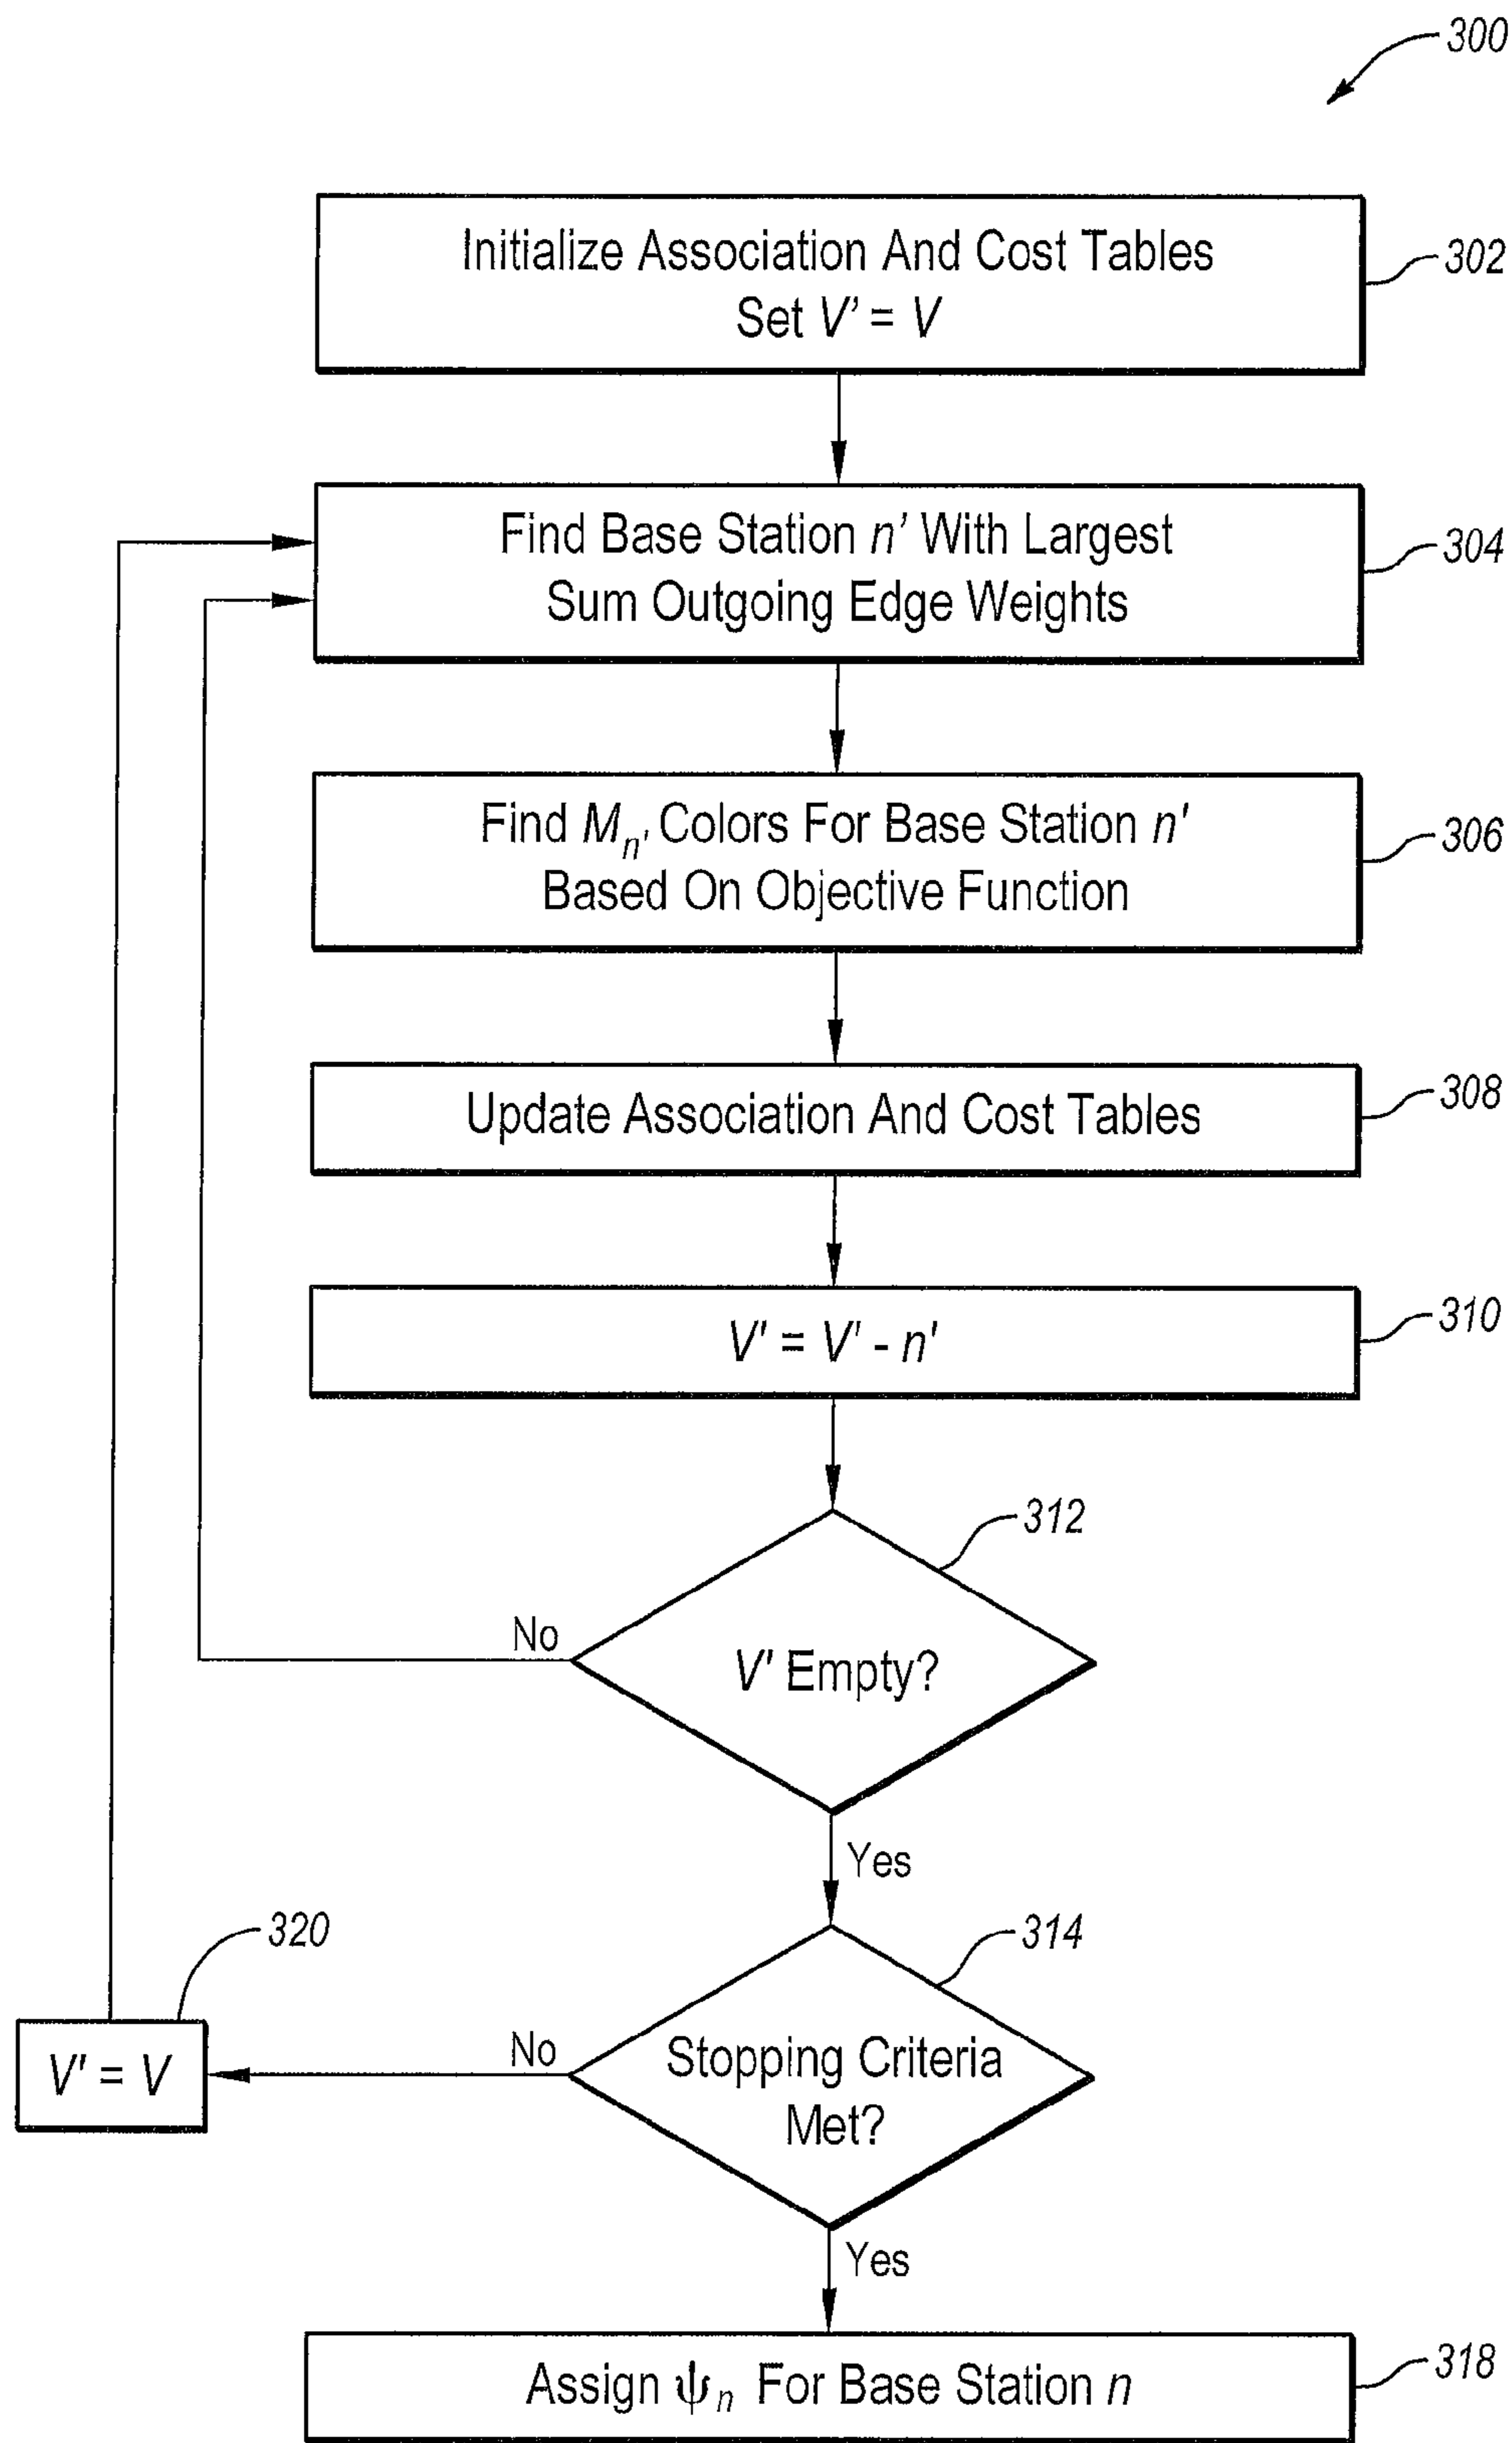 300
Initialize Association And Cost Tables
Set V' = V
302
Find Base Station n' With Largest
Sum Outgoing Edge Weights
304
Find Mn' Colors For Base Station n'
Based On Objective Function
306
Update Association And Cost Tables
308
V' = V' - n'
310
312
No
V' Empty?
Yes
314
320
No
Stopping Criteria
Met?
V' = V
Yes
Assign ψn For Base Station n
318